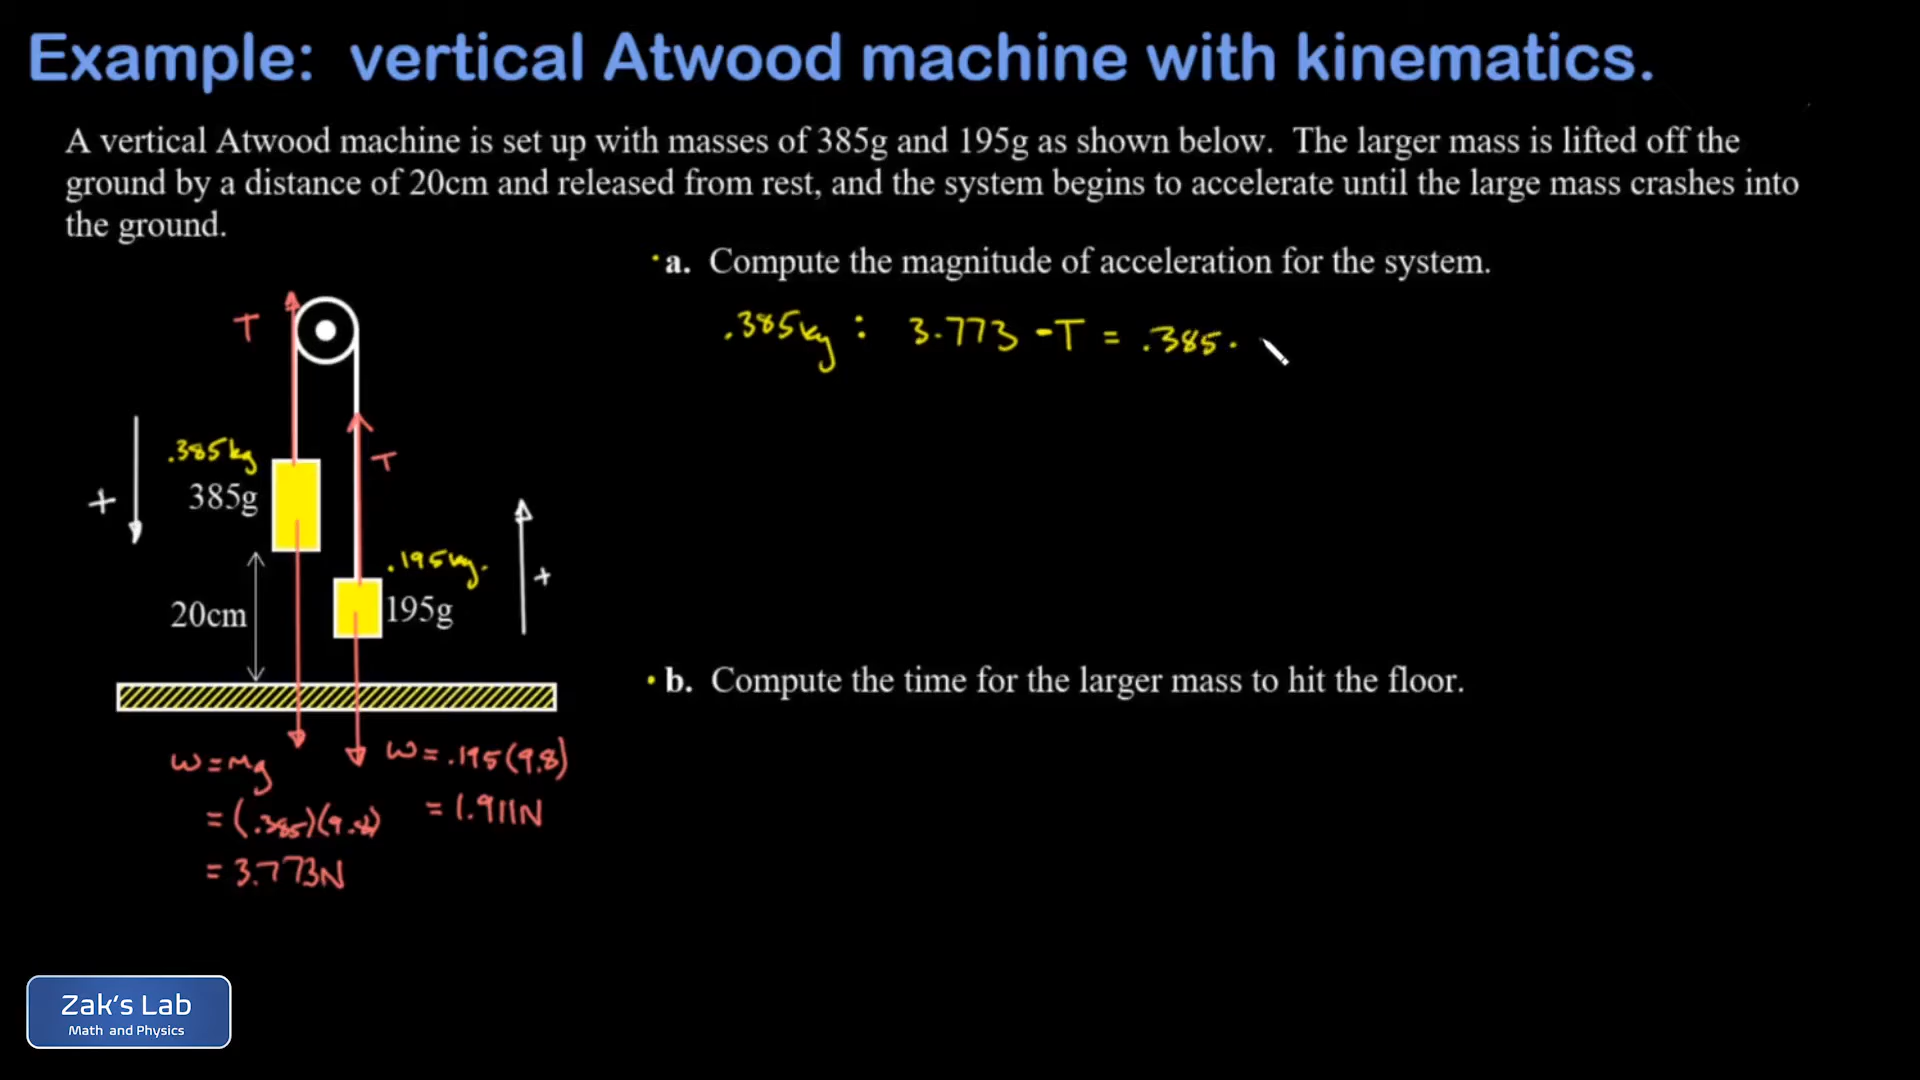 Example: vertical Atwood machine with kinematics.
A vertical Atwood machine is set up with masses of 385g and 195g as shown below. The larger mass is lifted off the
ground by a distance of 20cm and released from rest, and the system begins to accelerate until the large mass crashes into
the ground.
· a. Compute the magnitude of acceleration for the system.
.385kg : 3.773 - T = .385 ·
T
T
.385kg
+
385g
.195kg.
+
20cm
195g
· b. Compute the time for the larger mass to hit the floor.
w = mg
= (.385)(9.8)
= 3.773N
w = .195(9.8)
= 1.911N
Zak's Lab
Math and Physics